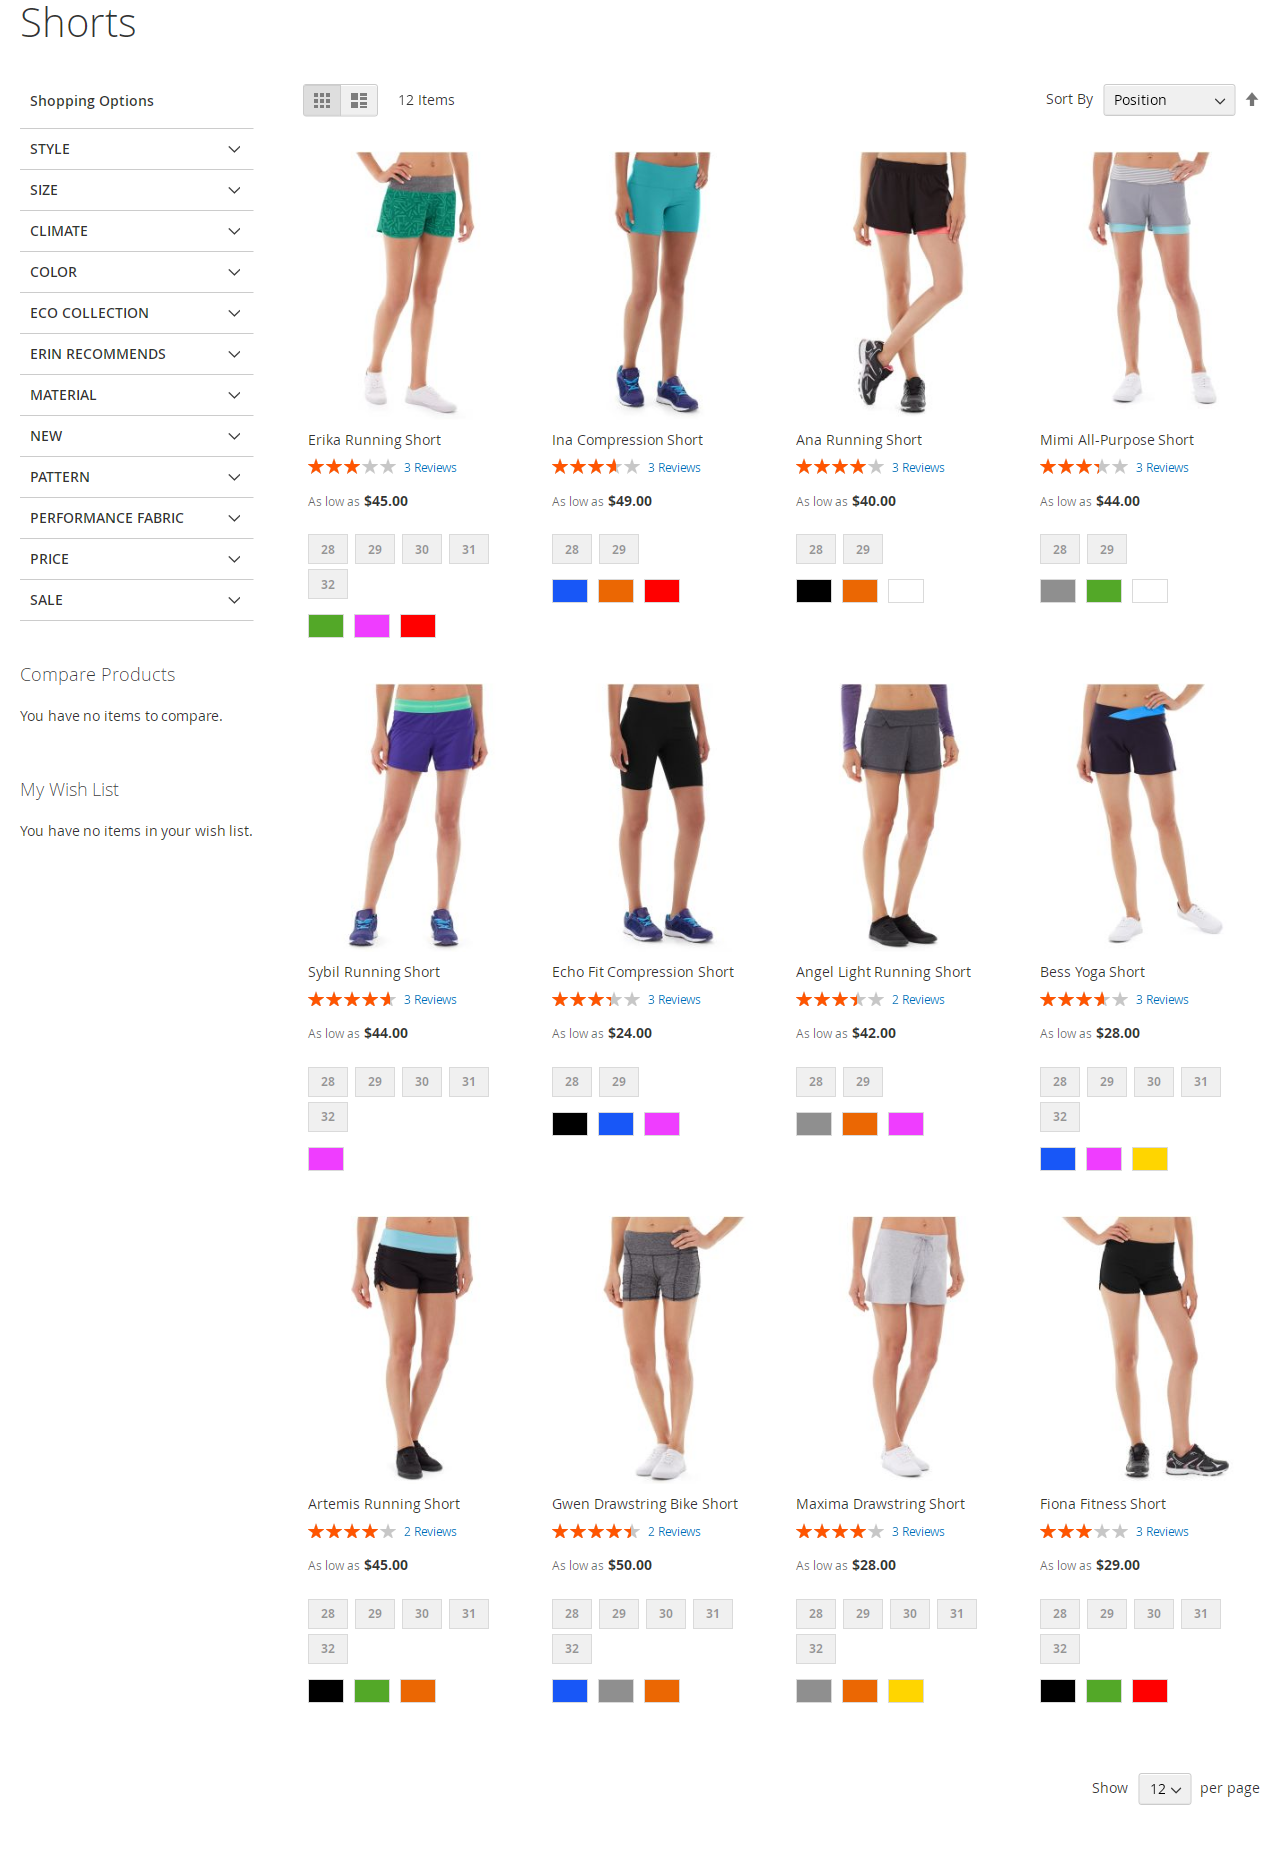 Shorts
Shopping Options
STYLE
SIZE
CLIMATE
COLOR
ECO COLLECTION
ERIN RECOMMENDS
MATERIAL
NEW
PATTERN
PERFORMANCE FABRIC
PRICE
SALE
Compare Products
You have no items to compare.
My Wish List
You have no items in your wish list.
12 Items
Sort By Position
Erika Running Short
3 Reviews
As low as $45.00
28 29 30 31
32
Ina Compression Short
3 Reviews
As low as $49.00
28 29
Ana Running Short
3 Reviews
As low as $40.00
28 29
Mimi All-Purpose Short
3 Reviews
As low as $44.00
28 29
Sybil Running Short
3 Reviews
As low as $44.00
28 29 30 31
32
Echo Fit Compression Short
3 Reviews
As low as $24.00
28 29
Angel Light Running Short
2 Reviews
As low as $42.00
28 29
Bess Yoga Short
3 Reviews
As low as $28.00
28 29 30 31
32
Artemis Running Short
2 Reviews
As low as $45.00
28 29 30 31
32
Gwen Drawstring Bike Short
2 Reviews
As low as $50.00
28 29 30 31
32
Maxima Drawstring Short
3 Reviews
As low as $28.00
28 29 30 31
32
Fiona Fitness Short
3 Reviews
As low as $29.00
28 29 30 31
32
Show 12 per page